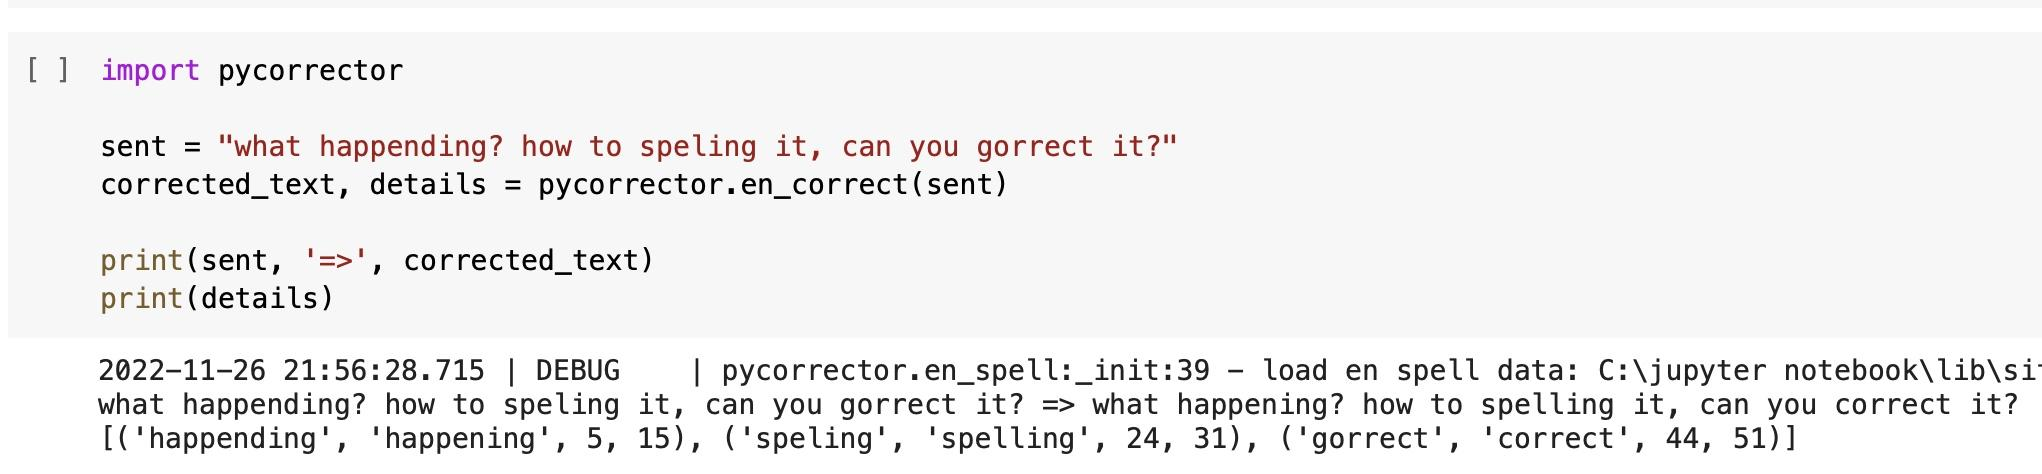 [ ] import pycorrector
sent = "what happending? how to speling it, can you gorrect it?"
corrected_text, details = pycorrector.en_correct(sent)
print(sent, '=>', corrected_text)
print(details)
2022-11-26 21:56:28.715 | DEBUG    | pycorrector.en_spell:_init:39 - load en spell data: C:\jupyter notebook\lib\sit
what happending? how to speling it, can you gorrect it? => what happening? how to spelling it, can you correct it?
[('happending', 'happening', 5, 15), ('speling', 'spelling', 24, 31), ('gorrect', 'correct', 44, 51)]